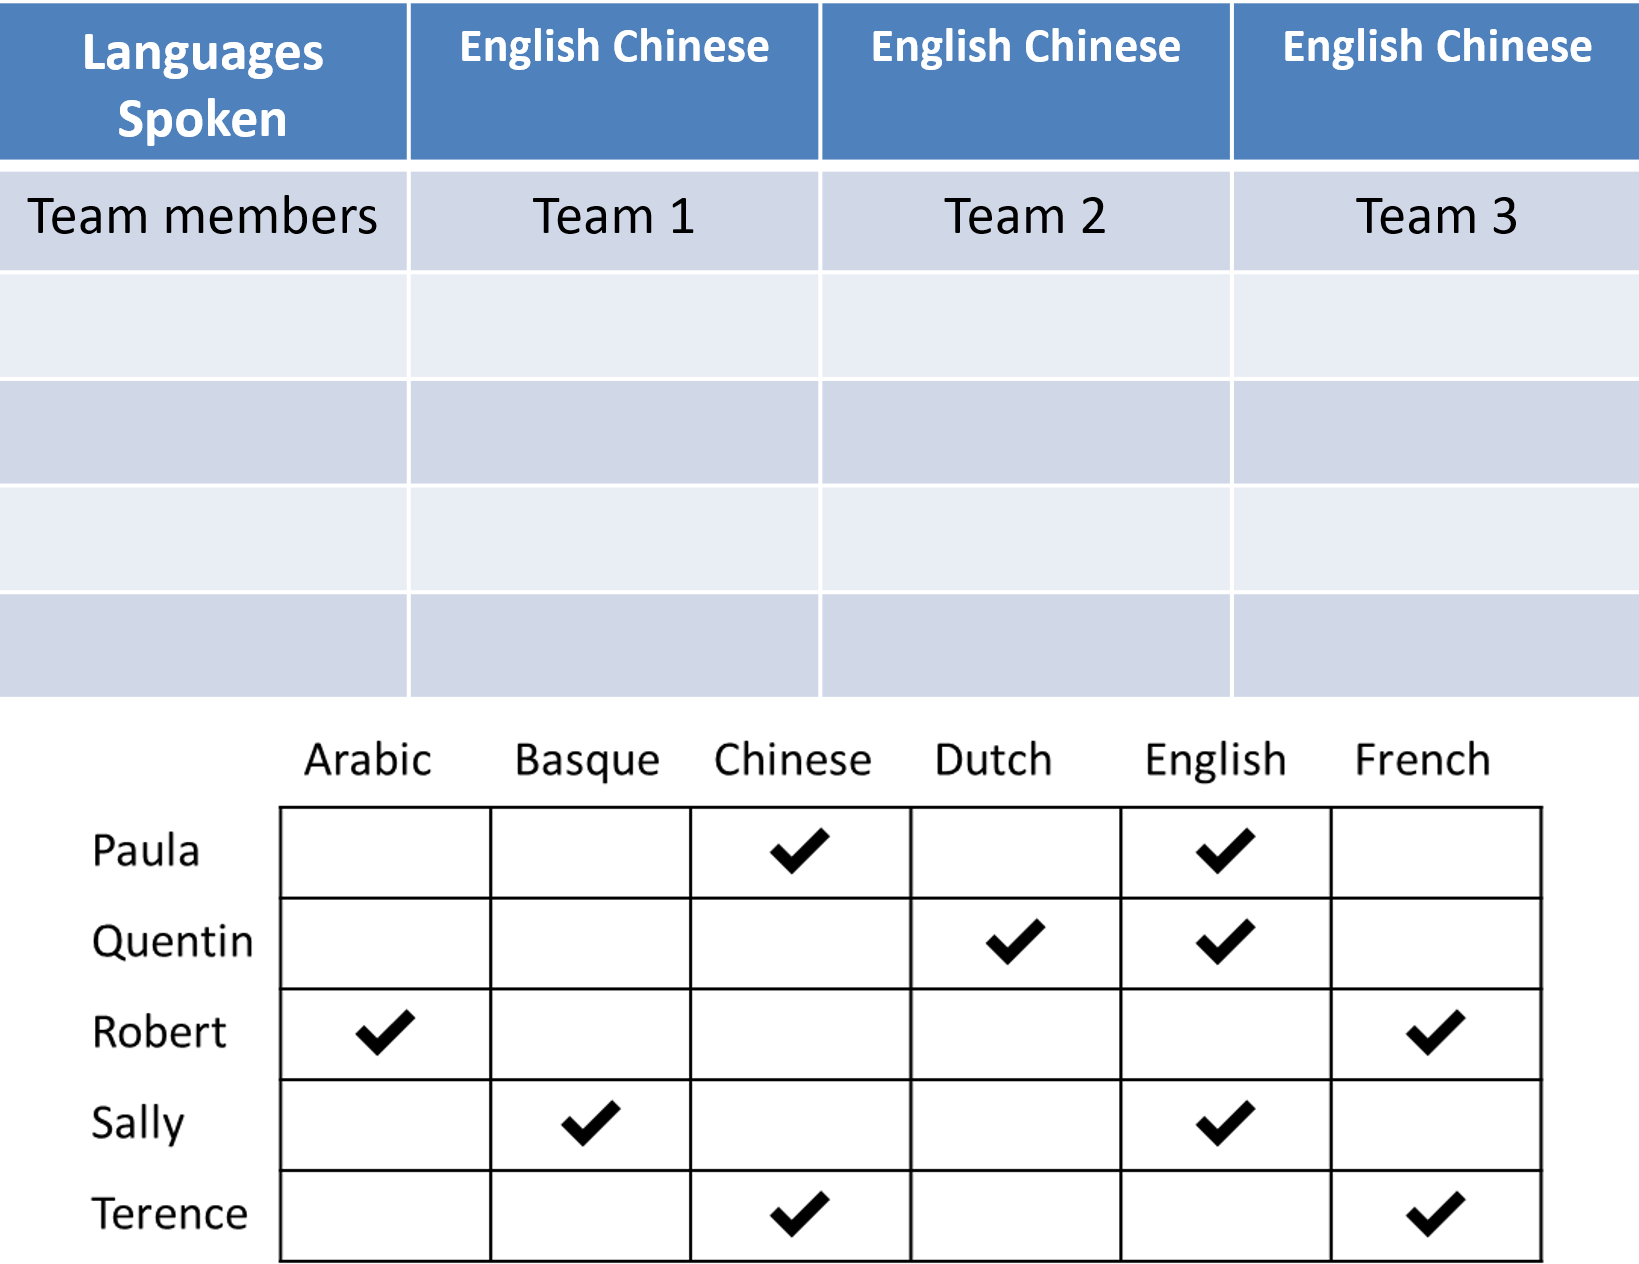 Languages Spoken English Chinese English Chinese English Chinese
Team members Team 1 Team 2 Team 3
Arabic Basque Chinese Dutch English French
Paula ✔ ✔
Quentin ✔ ✔
Robert ✔ ✔
Sally ✔ ✔
Terence ✔ ✔